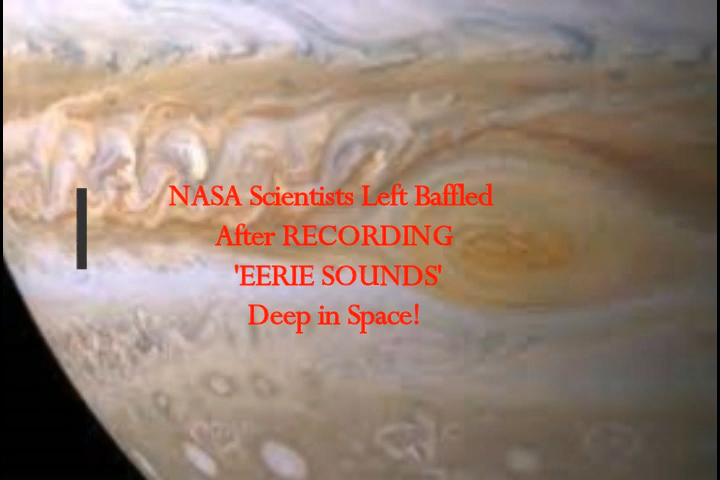 NASA Scientists Left Baffled
After RECORDING
'EERIE SOUNDS'
Deep in Space!